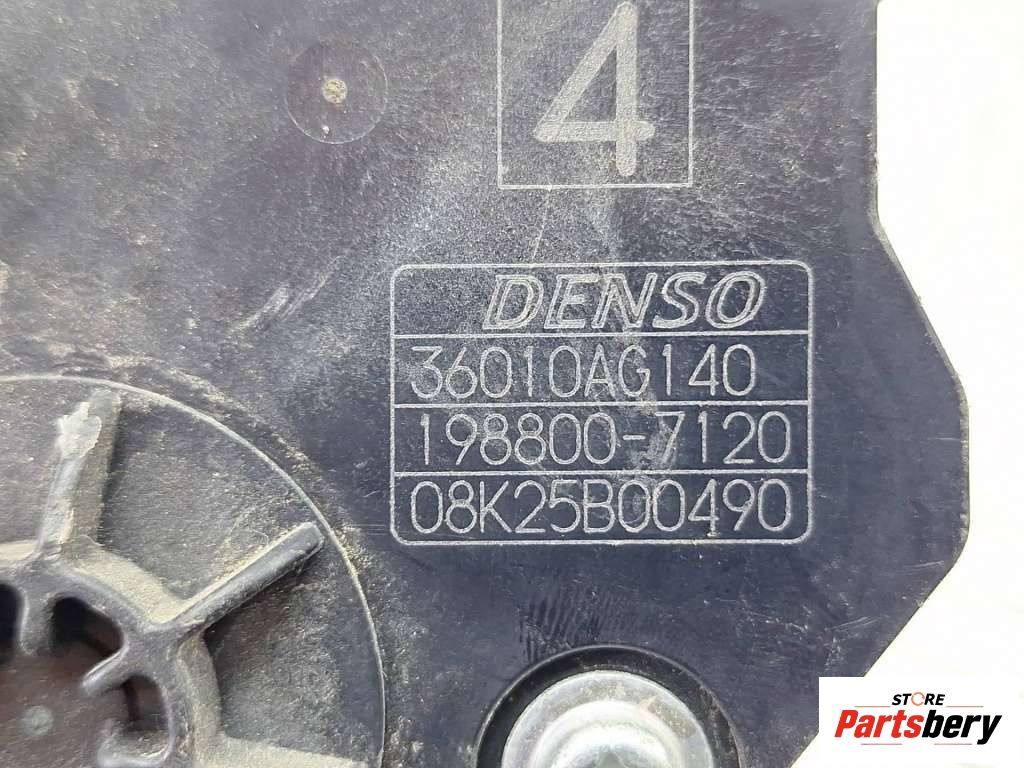 4
DENSO
36010AG140
198800-7120
08K25B00490
STORE
Partsbery